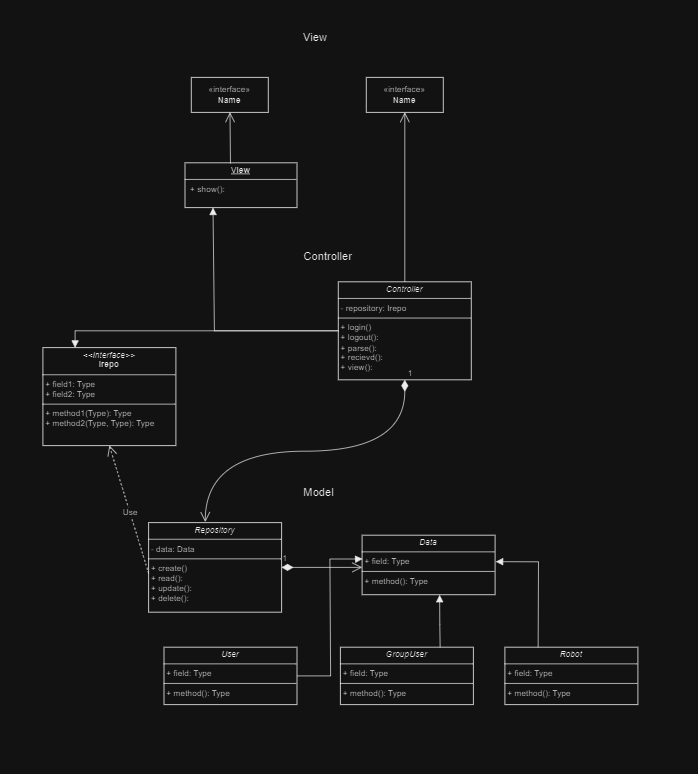 View
«interface»
Name
«interface»
Name
View
+ show():
Controller
Controller
- repository: Irepo
+ login()
+ logout():
+ parse():
+ recievd():
+ view():
1
<<Interface>>
Irepo
+ field1: Type
+ field2: Type
+ method1(Type): Type
+ method2(Type, Type): Type
Use
Model
Repository
- data: Data
+ create()
+ read():
+ update():
+ delete():
1
Data
+ field: Type
+ method(): Type
User
+ field: Type
+ method(): Type
GroupUser
+ field: Type
+ method(): Type
Robot
+ field: Type
+ method(): Type